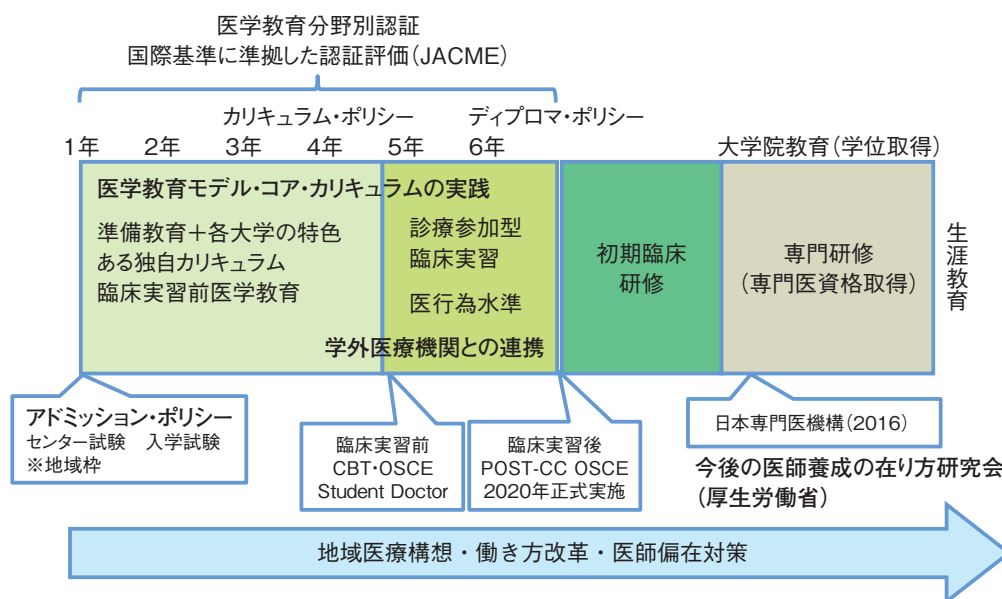 医学教育分野別認証
国際基準に準拠した認証評価(JACME)
カリキュラム・ポリシー
ディプロマ・ポリシー
1年 2年 3年 4年 5年 6年
大学院教育(学位取得)
医学教育モデル・コア・カリキュラムの実践
準備教育+各大学の特色
ある独自カリキュラム
臨床実習前医学教育
診療参加型
臨床実習
医行為水準
学外医療機関との連携
初期臨床
研修
専門研修
(専門医資格取得)
生涯教育
アドミッション・ポリシー
センター試験 入学試験
※地域枠
臨床実習前
CBT・OSCE
Student Doctor
臨床実習後
POST-CC OSCE
2020年正式実施
日本専門医機構(2016)
今後の医師養成の在り方研究会
(厚生労働省)
地域医療構想・働き方改革・医師偏在対策